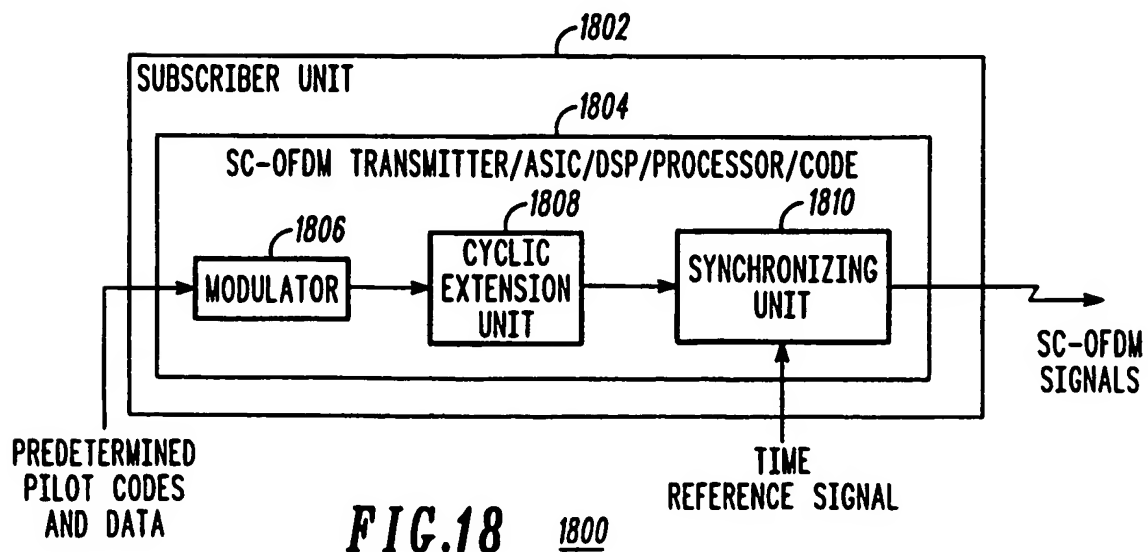 1802
SUBSCRIBER UNIT
1804
SC-OFDM TRANSMITTER/ASIC/DSP/PROCESSOR/CODE
1806
MODULATOR
1808
CYCLIC
EXTENSION
UNIT
1810
SYNCHRONIZING
UNIT
SC-OFDM
SIGNALS
PREDETERMINED
PILOT CODES
AND DATA
TIME
REFERENCE SIGNAL
FIG.18
1800